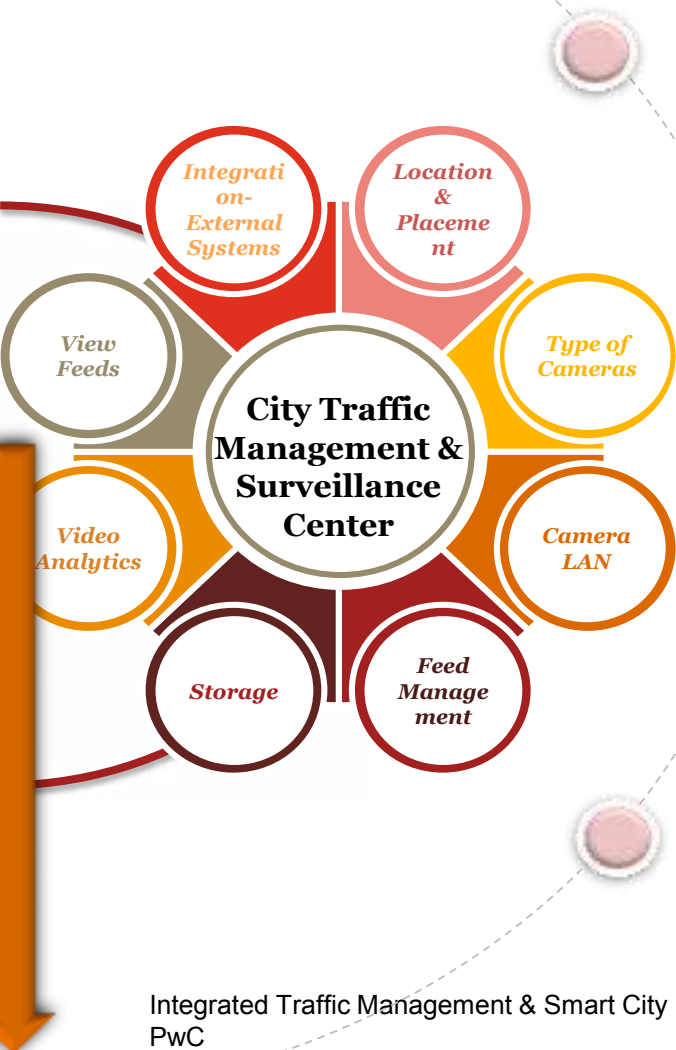 Integrati
on-
External
Systems
Location
&
Placeme
nt
View
Feeds
Type of
Cameras
City Traffic
Management &
Surveillance
Center
Video
Analytics
Camera
LAN
Storage
Feed
Manage
ment
Integrated Traffic Management & Smart City
PwC